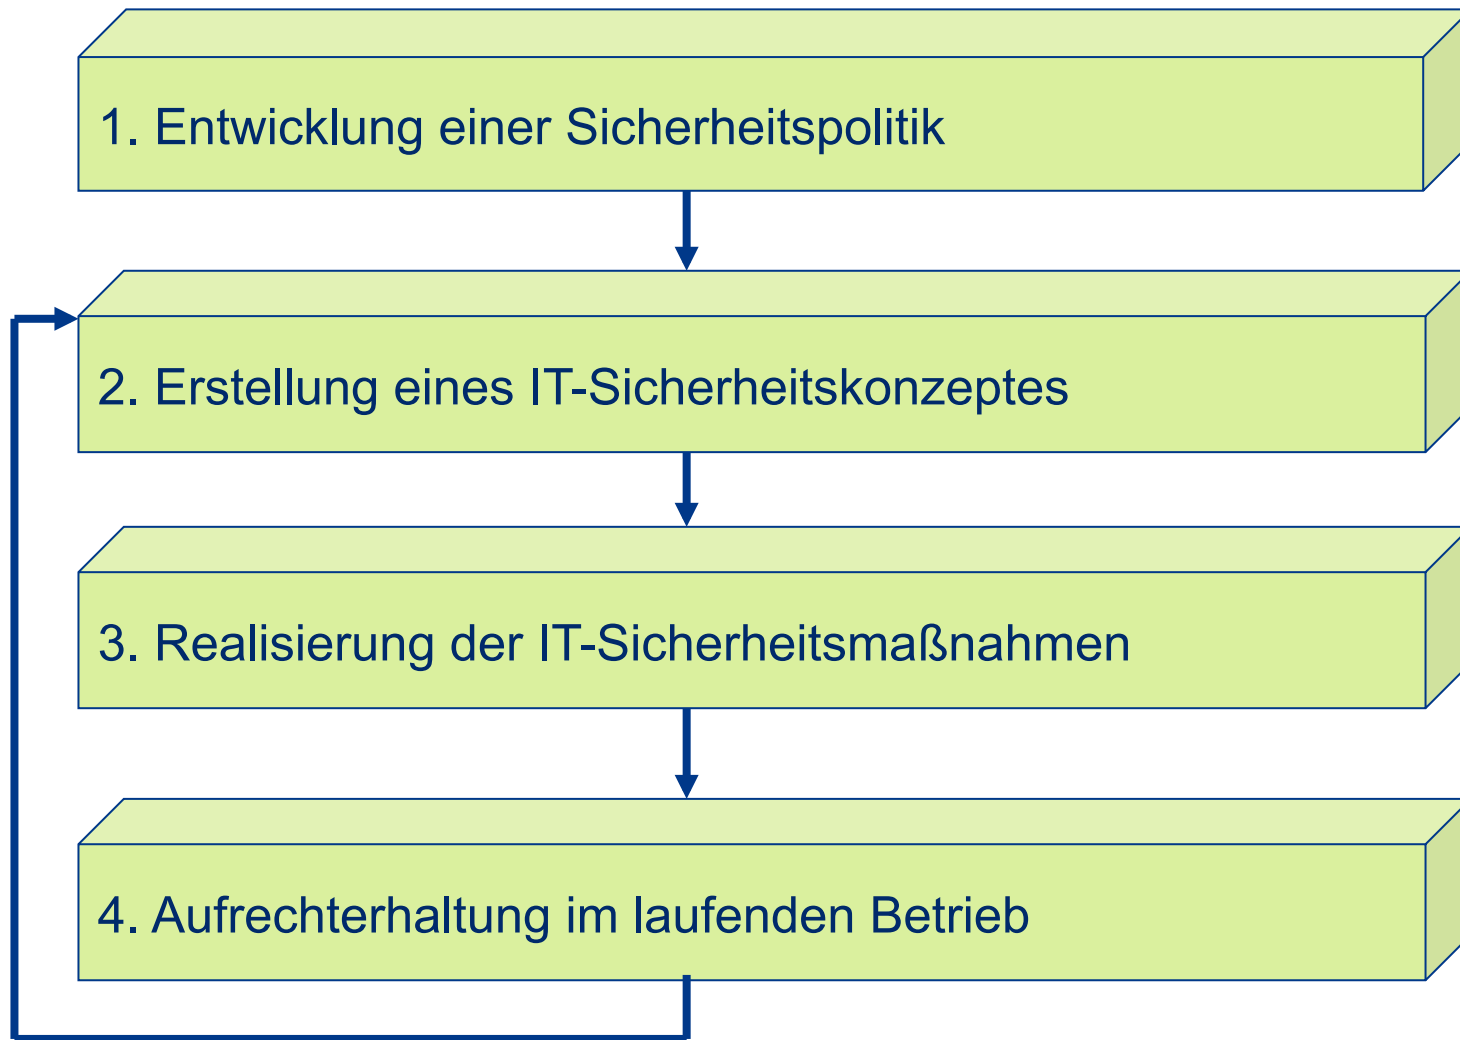 1. Entwicklung einer Sicherheitspolitik
2. Erstellung eines IT-Sicherheitskonzeptes
3. Realisierung der IT-Sicherheitsmaßnahmen
4. Aufrechterhaltung im laufenden Betrieb